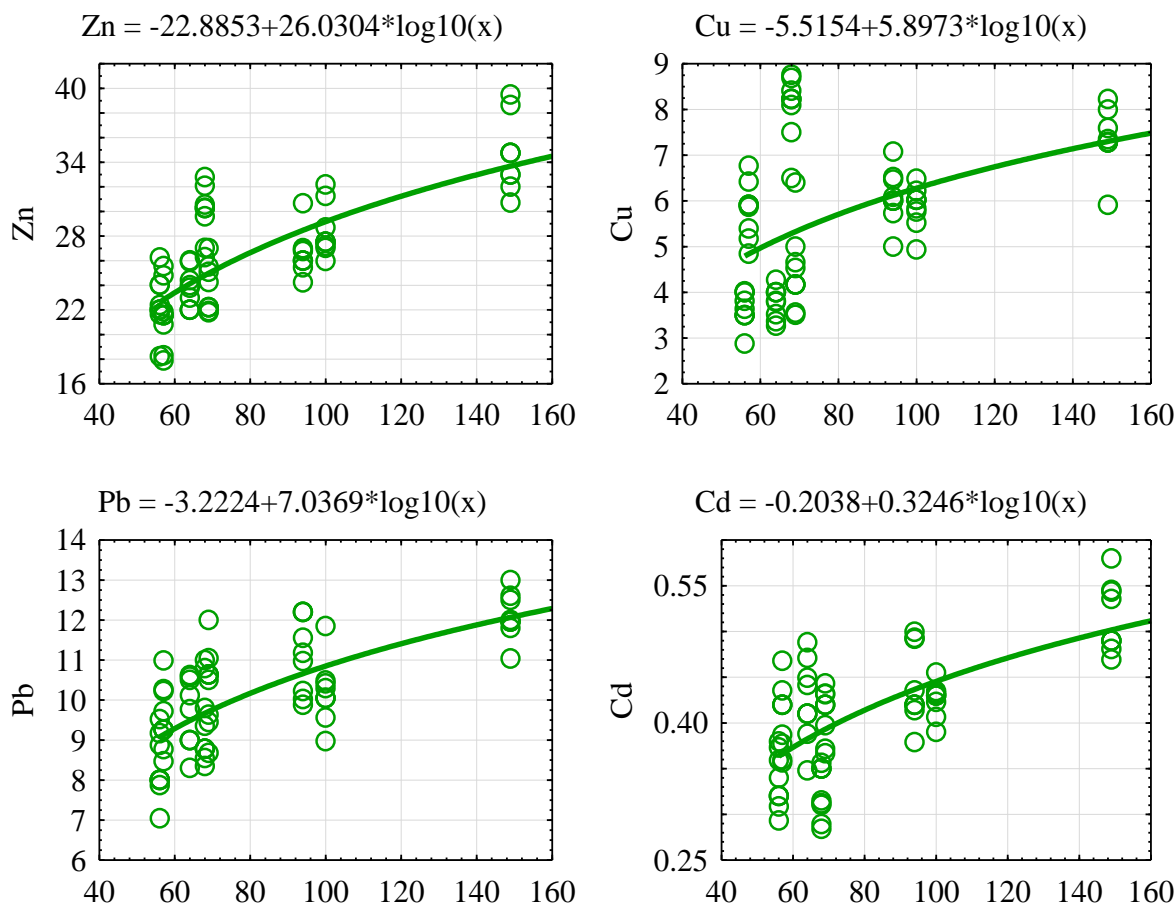 Zn = -22.8853+26.0304*log10(x)
40
34
28
22
16
Zn
40 60 80 100 120 140 160
Cu = -5.5154+5.8973*log10(x)
9
8
7
6
5
4
3
2
Cu
40 60 80 100 120 140 160
Pb = -3.2224+7.0369*log10(x)
14
13
12
11
10
9
8
7
6
Pb
40 60 80 100 120 140 160
Cd = -0.2038+0.3246*log10(x)
0.55
0.40
0.25
Cd
40 60 80 100 120 140 160